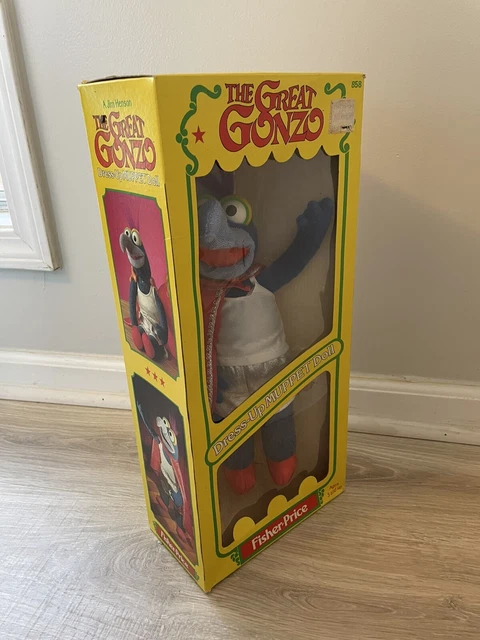 A Jim Henson
THE GREAT
GONZO
Dress-Up MUPPET Doll
858
THE GREAT
GONZO
Dress-Up MUPPET Doll
Fisher-Price